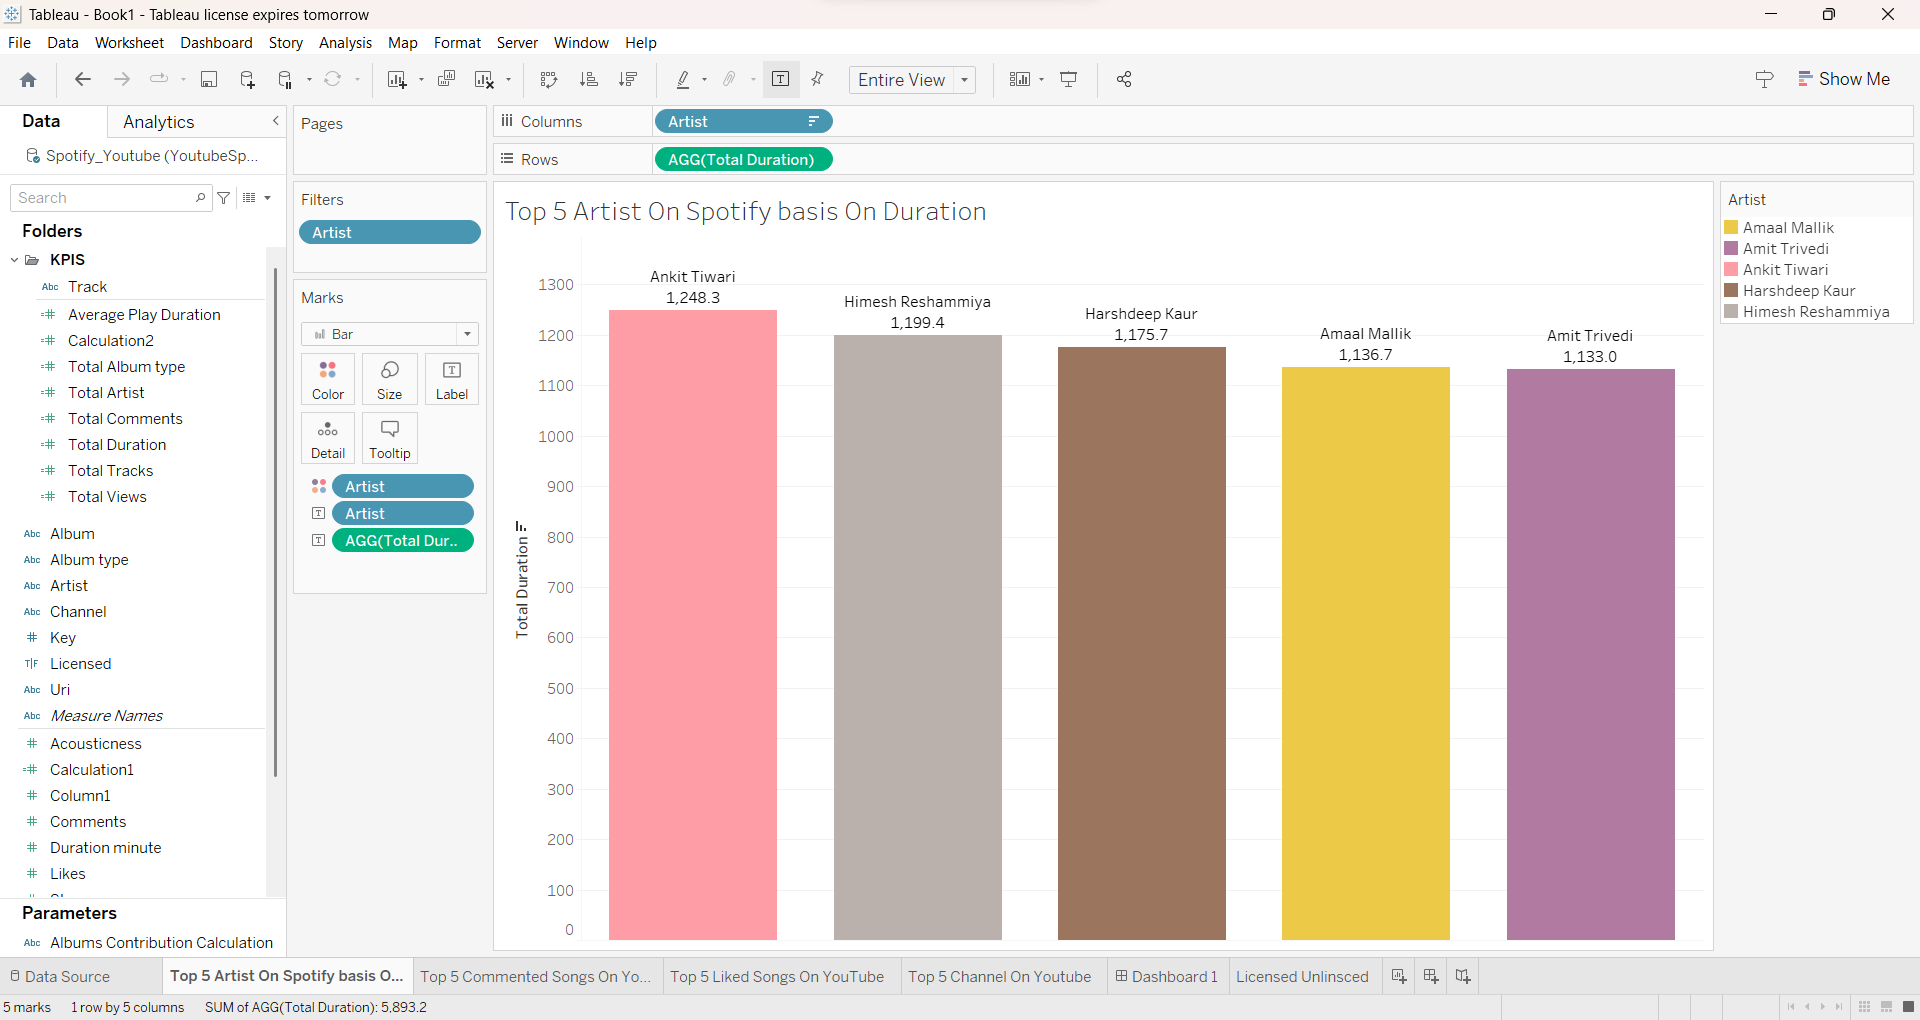 Tableau - Book1 - Tableau license expires tomorrow
File Data Worksheet Dashboard Story Analysis Map Format Server Window Help
Entire View
Show Me
Data Analytics
Spotify_Youtube (YoutubeSp...
Search
Folders
KPIS
Abc Track
Average Play Duration
Calculation2
Total Album type
Total Artist
Total Comments
Total Duration
Total Tracks
Total Views
Abc Album
Abc Album type
Abc Artist
Abc Channel
Key
T|F Licensed
Abc Uri
Abc Measure Names
Acousticness
Calculation1
Column1
Comments
Duration minute
Likes
Parameters
Abc Albums Contribution Calculation
Pages
Filters
Artist
Marks
Bar
Color Size Label
Detail Tooltip
Artist
Artist
AGG(Total Dur..
Columns Artist
Rows AGG(Total Duration)
Top 5 Artist On Spotify basis On Duration
Total Duration
1300
1200
1100
1000
900
800
700
600
500
400
300
200
100
0
Ankit Tiwari
1,248.3
Himesh Reshammiya
1,199.4
Harshdeep Kaur
1,175.7
Amaal Mallik
1,136.7
Amit Trivedi
1,133.0
Artist
Amaal Mallik
Amit Trivedi
Ankit Tiwari
Harshdeep Kaur
Himesh Reshammiya
Data Source Top 5 Artist On Spotify basis O... Top 5 Commented Songs On Yo... Top 5 Liked Songs On YouTube Top 5 Channel On Youtube Dashboard 1 Licensed Unlinscd
5 marks 1 row by 5 columns SUM of AGG(Total Duration): 5,893.2